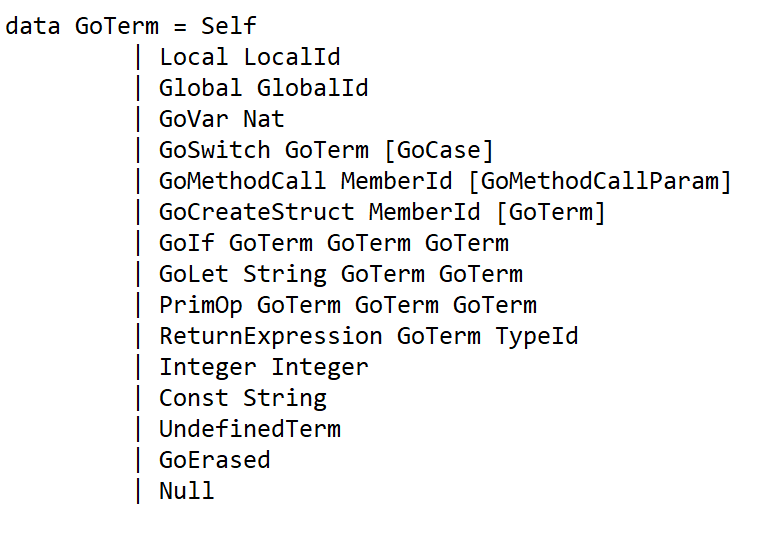 data GoTerm = Self
| Local LocalId
| Global GlobalId
| GoVar Nat
| GoSwitch GoTerm [GoCase]
| GoMethodCall MemberId [GoMethodCallParam]
| GoCreateStruct MemberId [GoTerm]
| GoIf GoTerm GoTerm GoTerm
| GoLet String GoTerm GoTerm
| PrimOp GoTerm GoTerm GoTerm
| ReturnExpression GoTerm TypeId
| Integer Integer
| Const String
| UndefinedTerm
| GoErased
| Null